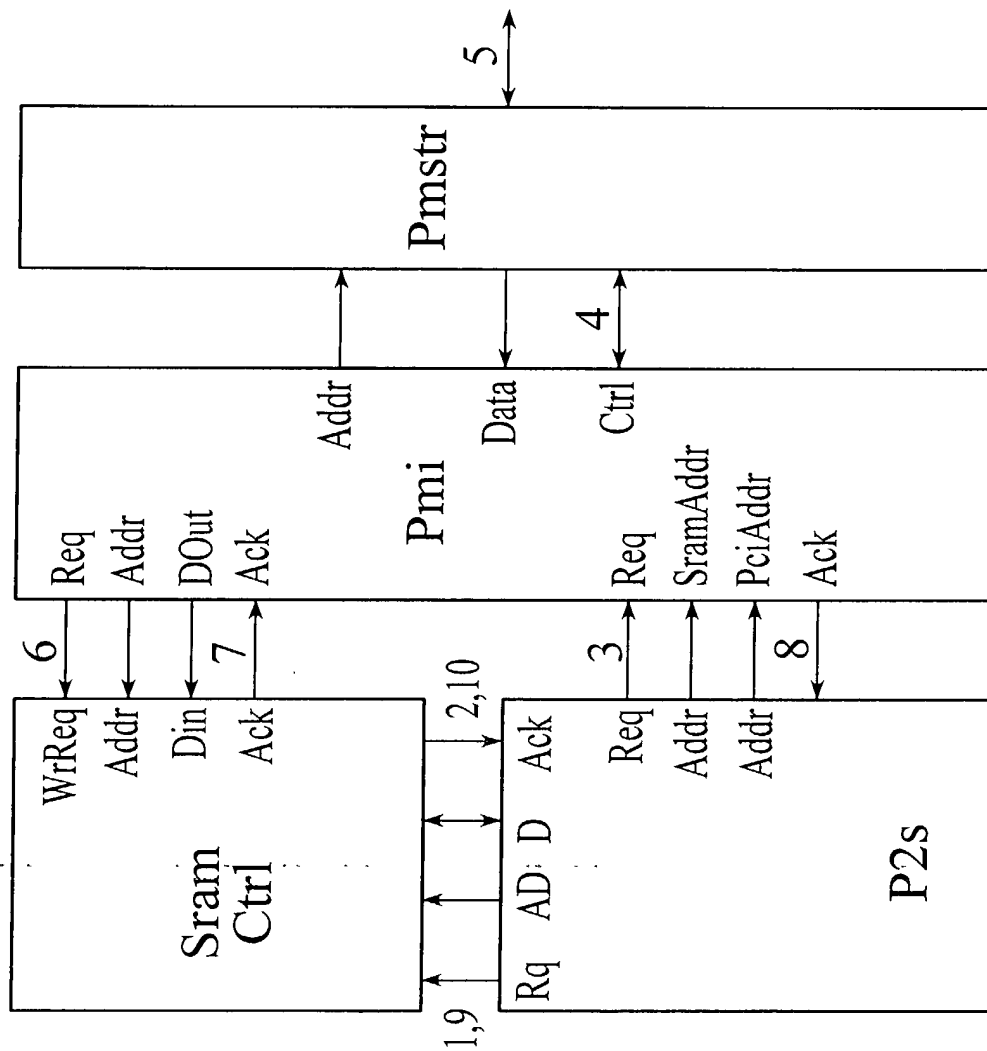 5
Pmstr
4
Addr
Data
Ctrl
Pmi
Req
Addr
DOut
Ack
Req
SramAddr
PciAddr
Ack
6
7
3
8
WrReq
Addr
Din
Ack
2,10
Ack
Req
Addr
Addr
Sram
Ctrl
D
AD
Rq
P2s
1,9